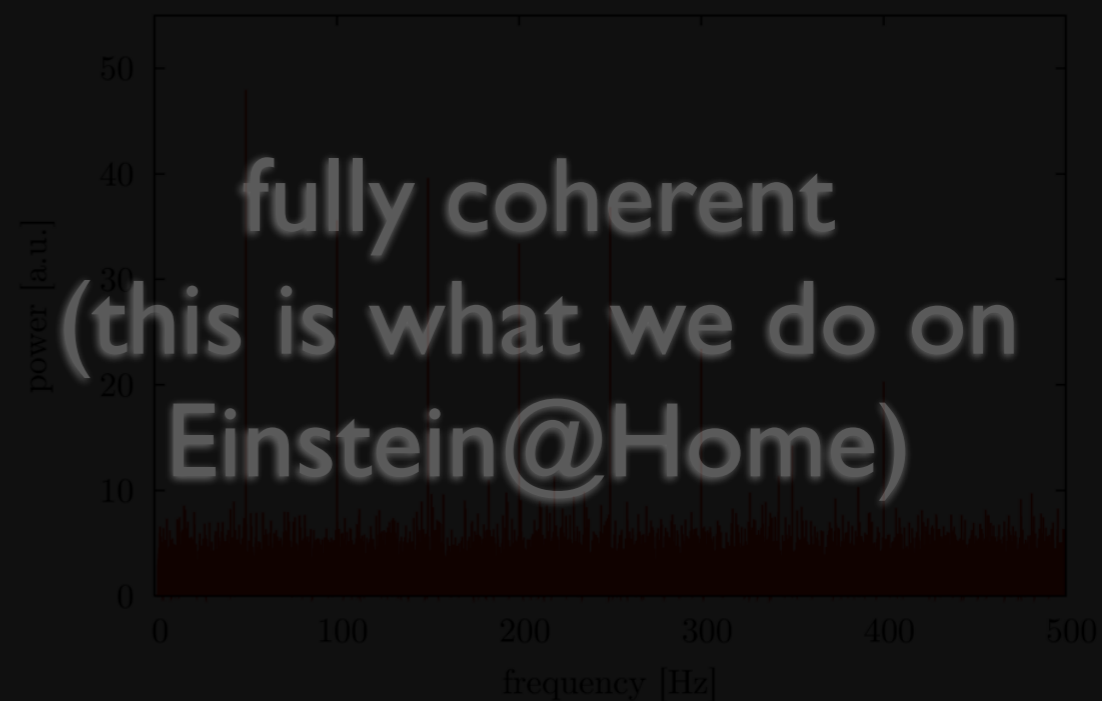 50
40
30
20
10
0
power [a.u.]
fully coherent
(this is what we do on
Einstein@Home)
0 100 200 300 400 500
frequency [Hz]